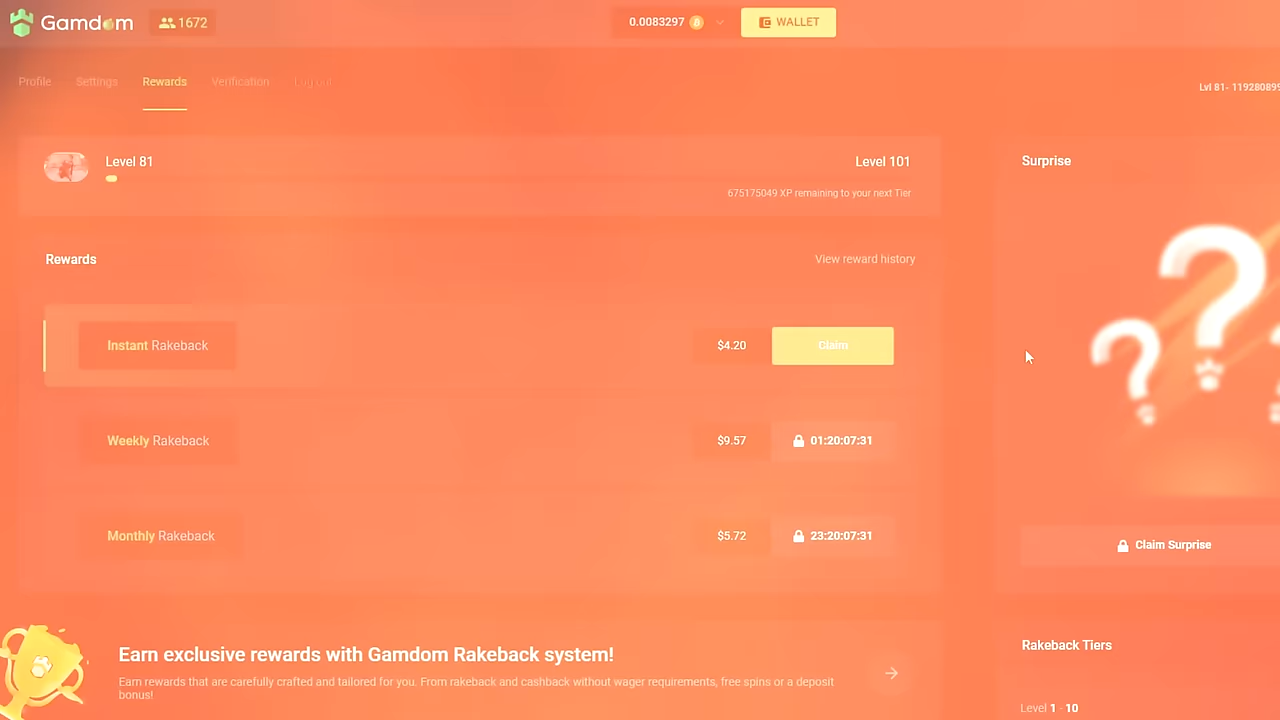 Gamdom
1672
0.0083297
WALLET
Profile
Settings
Rewards
Verification
Log out
Lvl 81- 11928089
Level 81
Level 101
675175049 XP remaining to your next Tier
Surprise
Rewards
View reward history
Instant Rakeback
$4.20
Claim
Weekly Rakeback
$9.57
01:20:07:31
Monthly Rakeback
$5.72
23:20:07:31
Claim Surprise
Earn exclusive rewards with Gamdom Rakeback system!
Earn rewards that are carefully crafted and tailored for you. From rakeback and cashback without wager requirements, free spins or a deposit
bonus!
Rakeback Tiers
Level 1 - 10